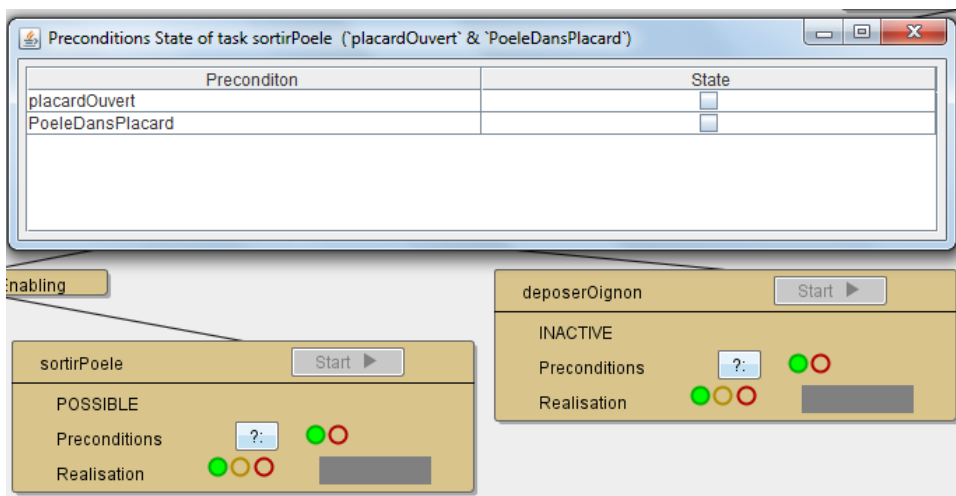 Preconditions State of task sortirPoele (`placardOuvert` & `PoeleDansPlacard`)
Preconditon State
placardOuvert
PoeleDansPlacard
Enabling
deposerOignon Start
INACTIVE
Preconditions ?:
Realisation
sortirPoele Start
POSSIBLE
Preconditions ?:
Realisation